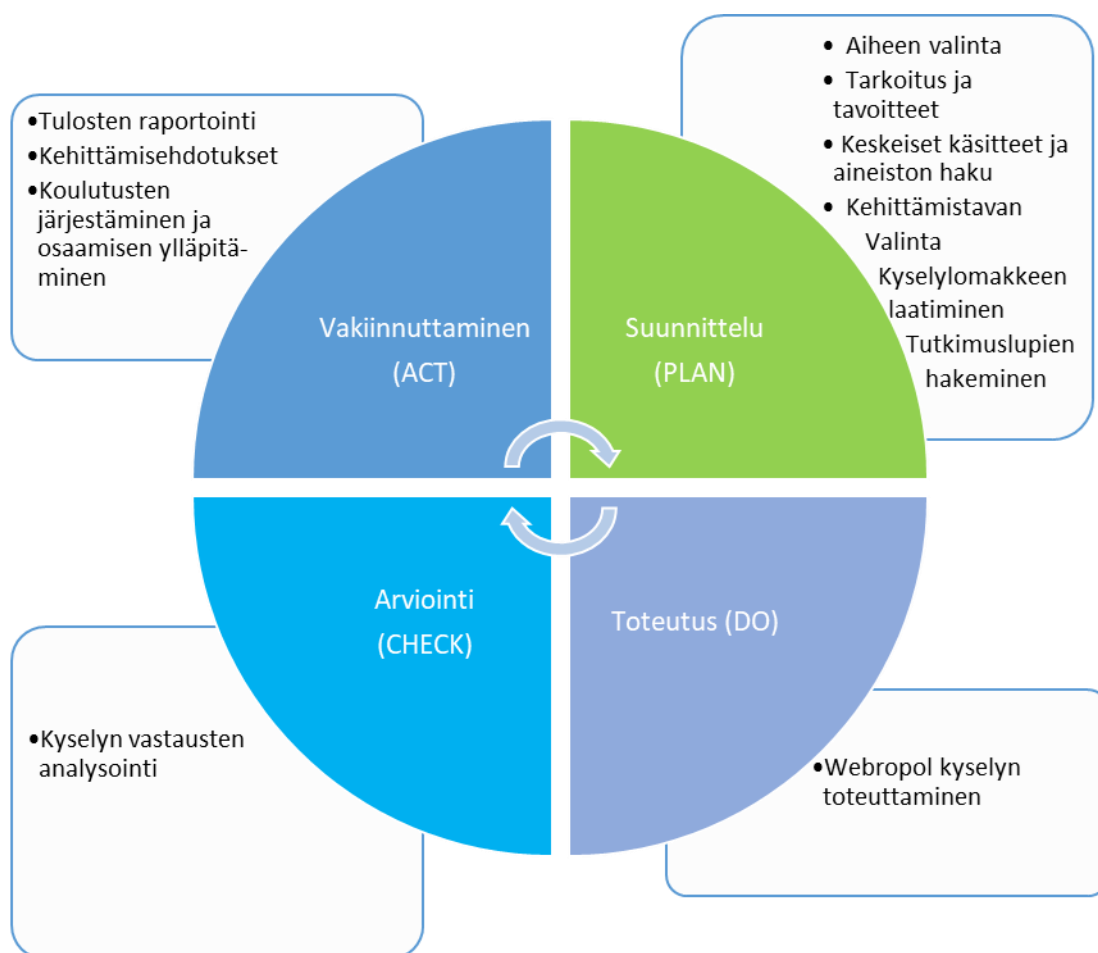 •Tulosten raportointi
•Kehittämisehdotukset
•Koulutusten
järjestäminen ja
osaamisen ylläpitä-
minen
• Aiheen valinta
• Tarkoitus ja
tavoitteet
• Keskeiset käsitteet ja
aineiston haku
• Kehittämistavan
Valinta
Kyselylomakkeen
laatiminen
Tutkimuslupien
hakeminen
Vakiinnuttaminen
(ACT)
Suunnittelu
(PLAN)
Arviointi
(CHECK)
Toteutus (DO)
•Kyselyn vastausten
analysointi
•Webropol kyselyn
toteuttaminen